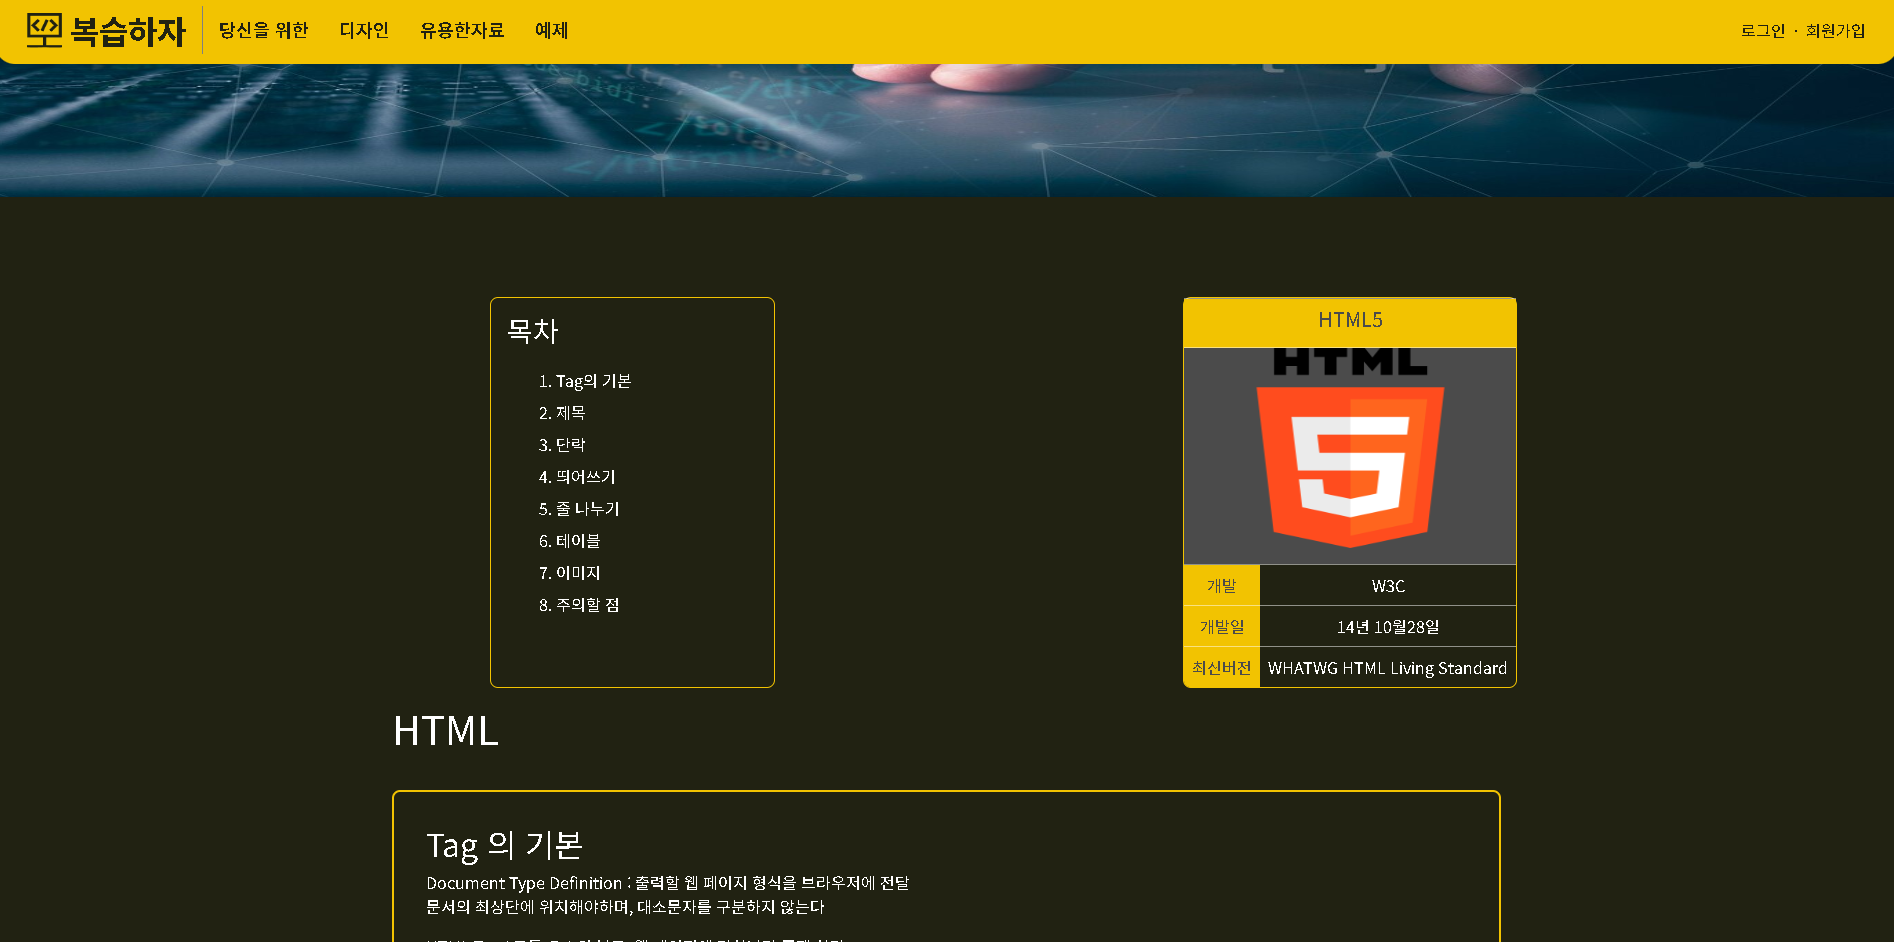 복습하자
당신을 위한 디자인 유용한자료 예제
로그인 · 회원가입
</div>
</html>
목차
1. Tag의 기본
2. 제목
3. 단락
4. 띄어쓰기
5. 줄 나누기
6. 테이블
7. 이미지
8. 주의할 점
HTML5
HTML
5
개발 W3C
개발일 14년 10월28일
최신버전 WHATWG HTML Living Standard
HTML
Tag 의 기본
Document Type Definition : 출력할 웹 페이지 형식을 브라우저에 전달
문서의 최상단에 위치해야하며, 대소문자를 구분하지 않는다